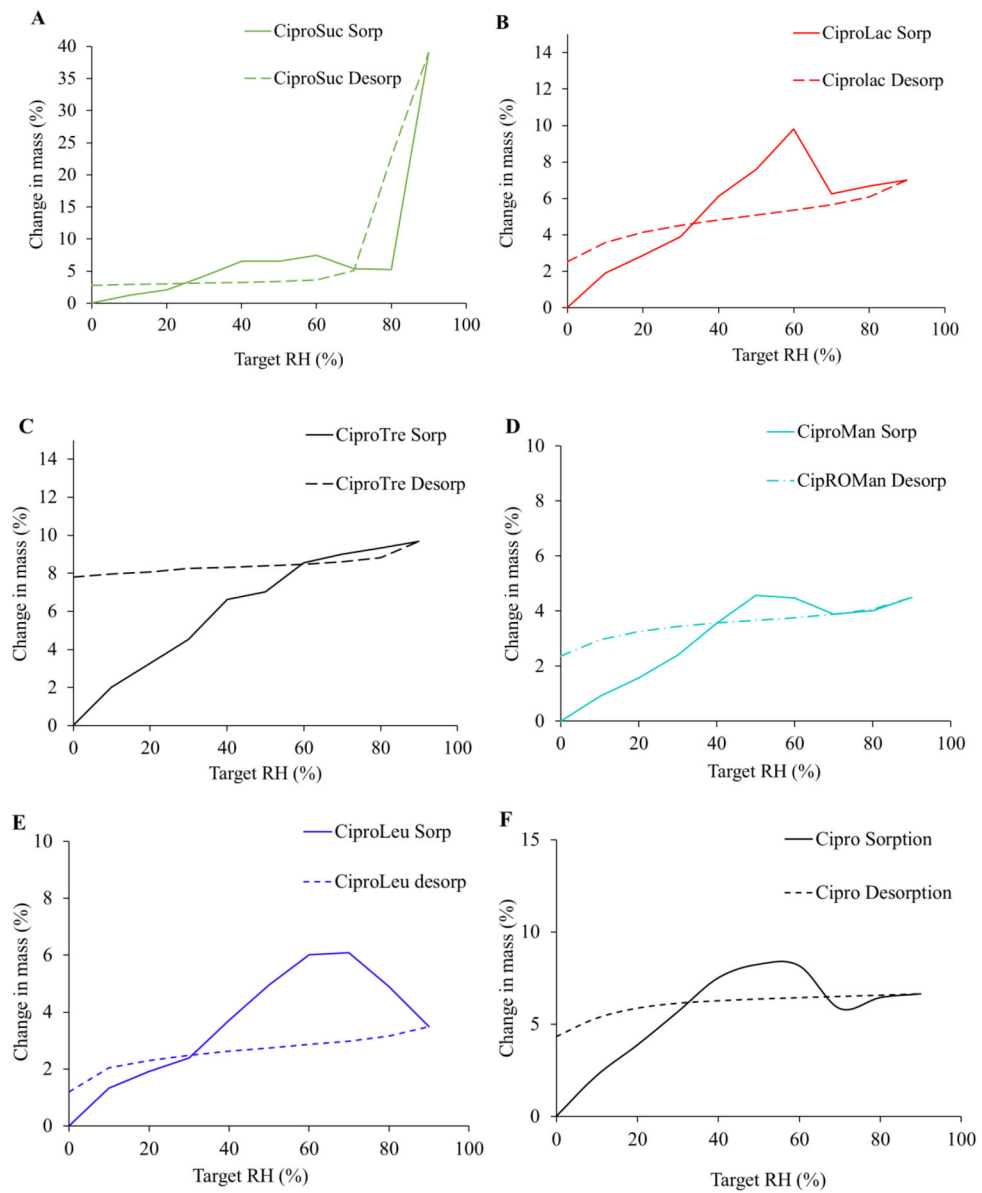 A
CiproSuc Sorp
CiproSuc Desorp
Change in mass (%)
40
35
30
25
20
15
10
5
0
0 20 40 60 80 100
Target RH (%)
B
CiproLac Sorp
Ciprolac Desorp
Change in mass (%)
14
12
10
8
6
4
2
0
0 20 40 60 80 100
Target RH (%)
C
CiproTre Sorp
CiproTre Desorp
Change in mass (%)
14
12
10
8
6
4
2
0
0 20 40 60 80 100
Target RH (%)
D
CiproMan Sorp
CipROMan Desorp
Change in mass (%)
10
8
6
4
2
0
0 20 40 60 80 100
Target RH (%)
E
CiproLeu Sorp
CiproLeu desorp
Change in mass (%)
10
8
6
4
2
0
0 20 40 60 80 100
Target RH (%)
F
Cipro Sorption
Cipro Desorption
Change in mass (%)
15
10
5
0
0 20 40 60 80 100
Target RH (%)